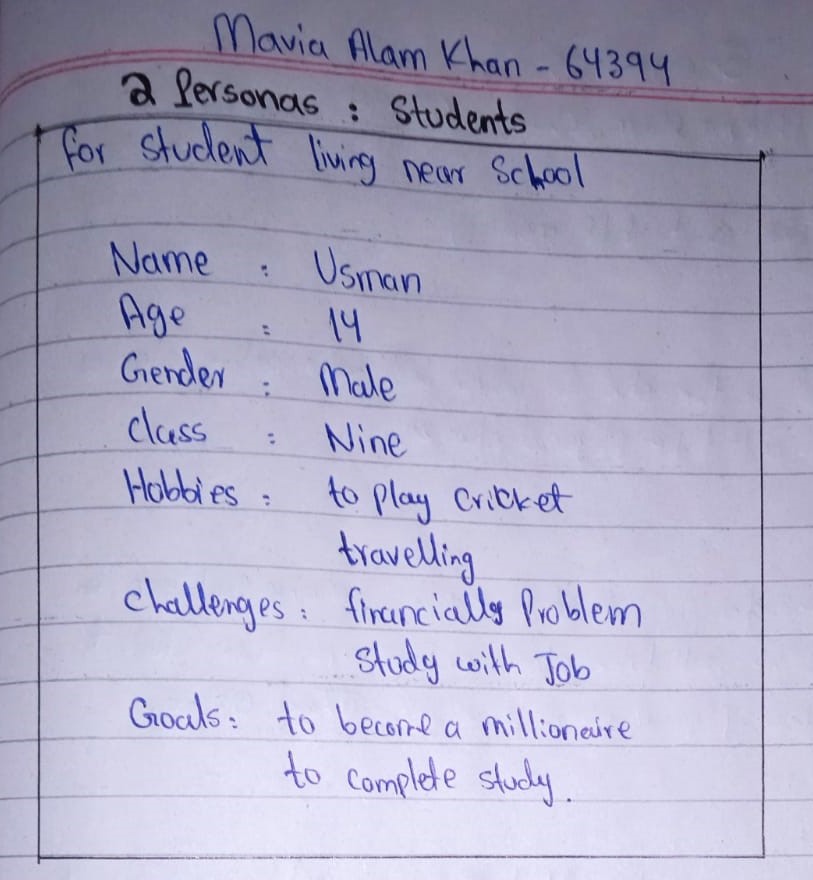 Mavia Alam Khan - 64394
2 Personas : Students
for student living near School
Name : Usman
Age : 14
Gender : Male
Class : Nine
Hobbies : to play cricket
travelling
Challenges : financially Problem
study with Job
Goals : to become a millionaire
to complete study.